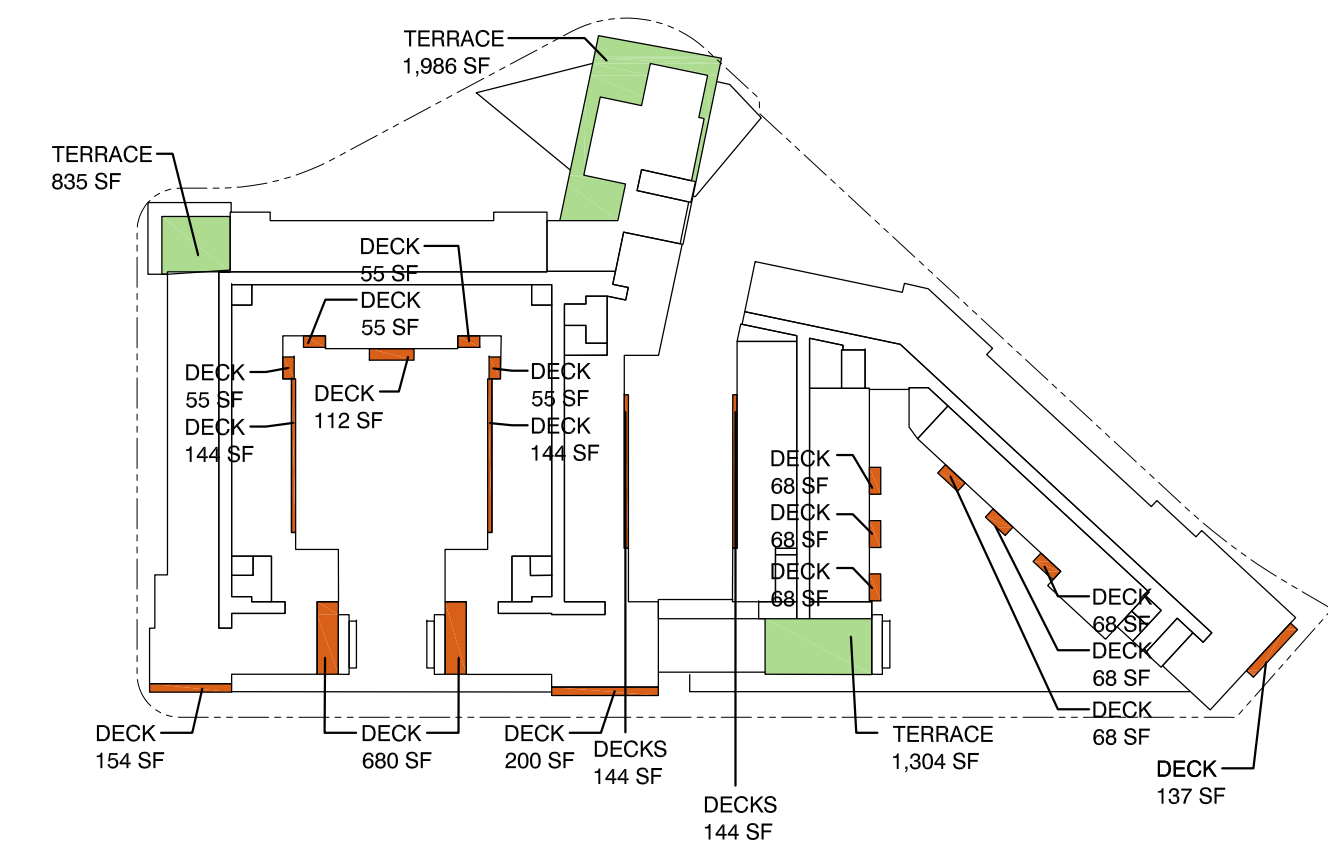 TERRACE
1,986 SF
TERRACE
835 SF
DECK
55 SF
DECK
55 SF
DECK
55 SF
DECK
112 SF
DECK
55 SF
DECK
144 SF
DECK
144 SF
DECK
68 SF
DECK
68 SF
DECK
68 SF
DECK
68 SF
DECK
68 SF
DECK
68 SF
DECK
154 SF
DECK
680 SF
DECK
200 SF
DECKS
144 SF
DECKS
144 SF
TERRACE
1,304 SF
DECK
137 SF